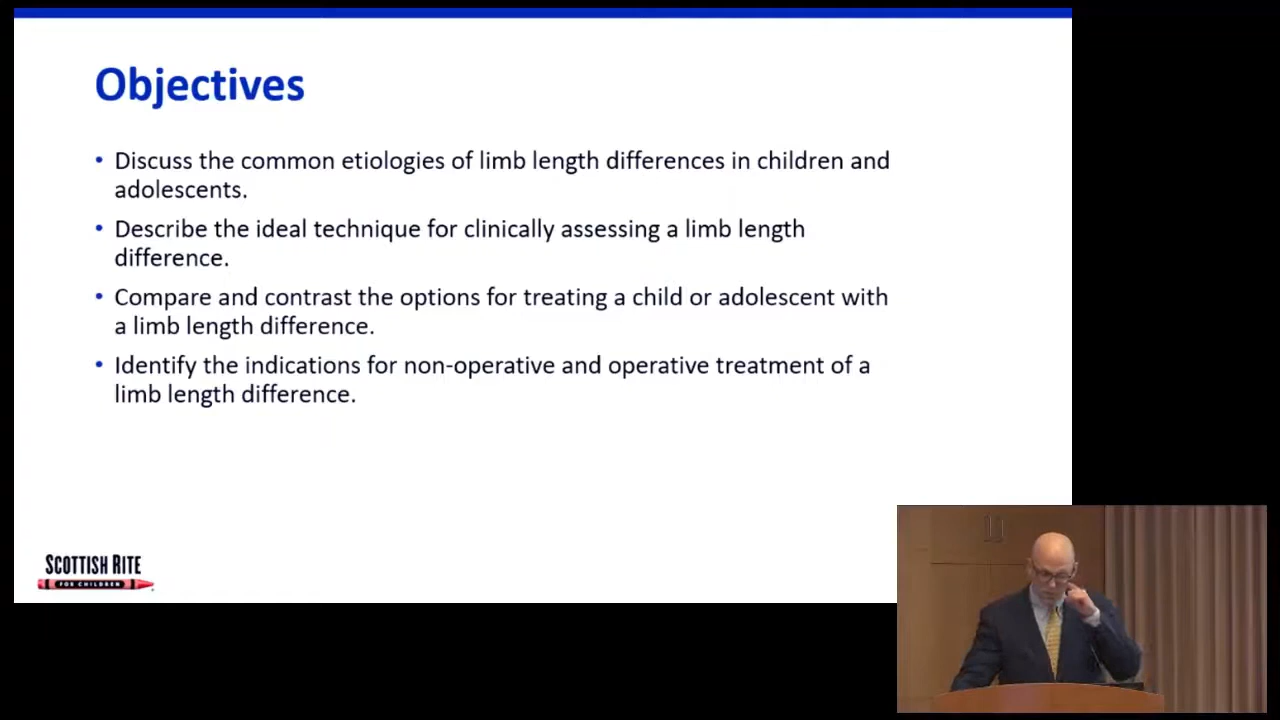 Objectives
• Discuss the common etiologies of limb length differences in children and
adolescents.
• Describe the ideal technique for clinically assessing a limb length
difference.
• Compare and contrast the options for treating a child or adolescent with
a limb length difference.
• Identify the indications for non-operative and operative treatment of a
limb length difference.
SCOTTISH RITE
FOR CHILDREN